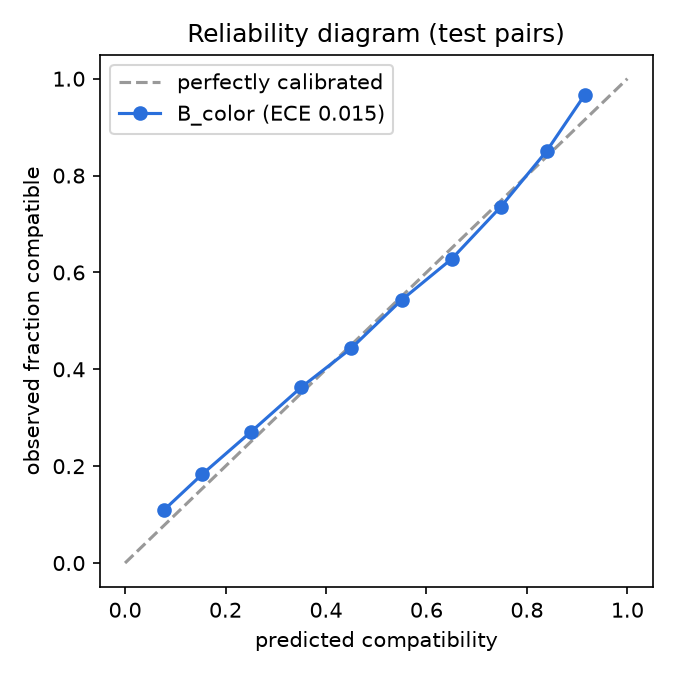 Reliability diagram (test pairs)
perfectly calibrated
B_color (ECE 0.015)
observed fraction compatible
1.0
0.8
0.6
0.4
0.2
0.0
0.0 0.2 0.4 0.6 0.8 1.0
predicted compatibility